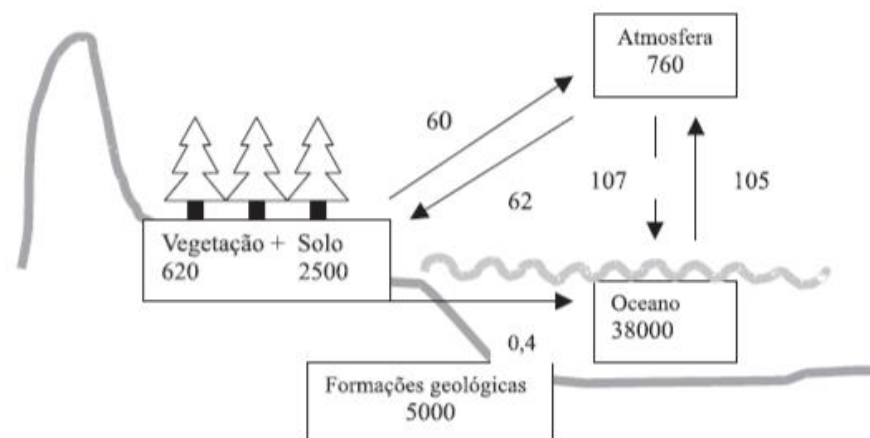 Atmosfera
760
60
62
107
105
Vegetação + Solo
620 2500
Oceano
38000
0,4
Formações geológicas
5000